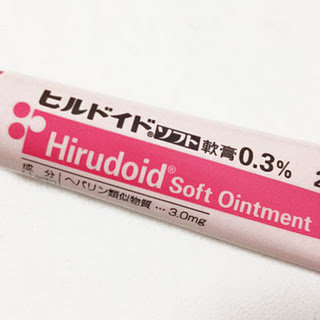 ヒルドイド®ソフト軟膏0.3% 2
Hirudoid® Soft Ointment
成分 ヘパリン類似物質 … 3.0mg